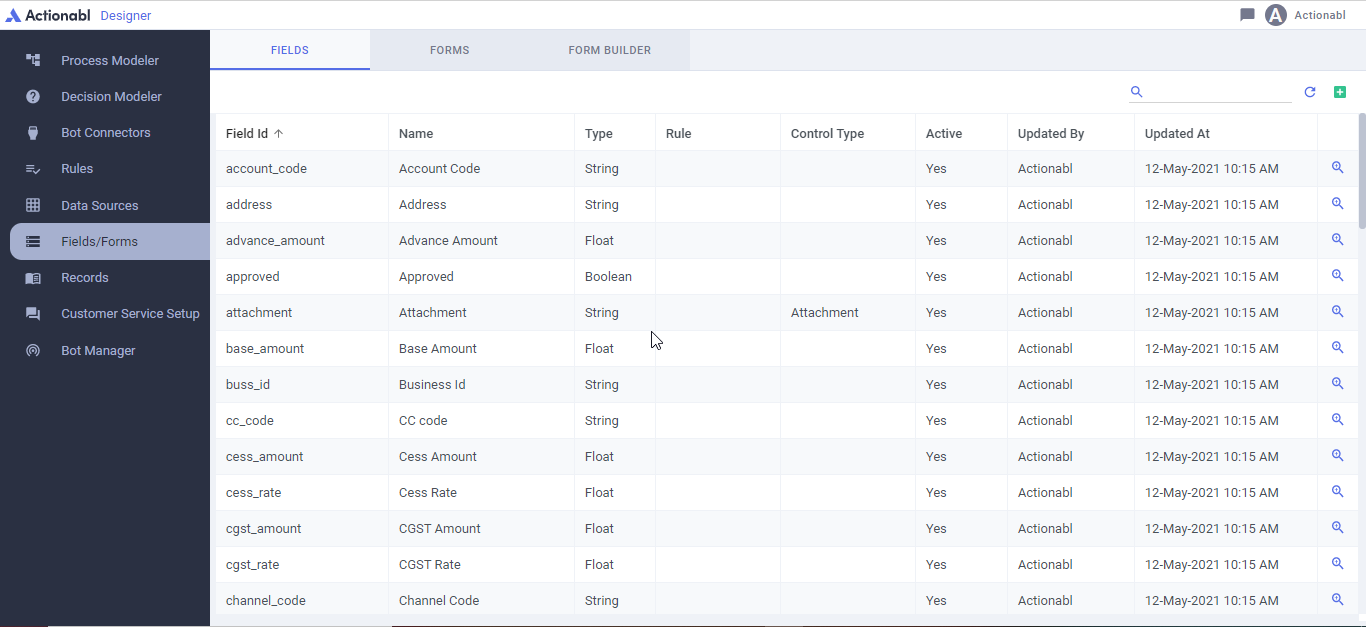 Actionabl Designer
A Actionabl
Process Modeler
Decision Modeler
Bot Connectors
Rules
Data Sources
Fields/Forms
Records
Customer Service Setup
Bot Manager
FIELDS FORMS FORM BUILDER
Field Id Name Type Rule Control Type Active Updated By Updated At
account_code Account Code String Yes Actionabl 12-May-2021 10:15 AM
address Address String Yes Actionabl 12-May-2021 10:15 AM
advance_amount Advance Amount Float Yes Actionabl 12-May-2021 10:15 AM
approved Approved Boolean Yes Actionabl 12-May-2021 10:15 AM
attachment Attachment String Attachment Yes Actionabl 12-May-2021 10:15 AM
base_amount Base Amount Float Yes Actionabl 12-May-2021 10:15 AM
buss_id Business Id String Yes Actionabl 12-May-2021 10:15 AM
cc_code CC code String Yes Actionabl 12-May-2021 10:15 AM
cess_amount Cess Amount Float Yes Actionabl 12-May-2021 10:15 AM
cess_rate Cess Rate Float Yes Actionabl 12-May-2021 10:15 AM
cgst_amount CGST Amount Float Yes Actionabl 12-May-2021 10:15 AM
cgst_rate CGST Rate Float Yes Actionabl 12-May-2021 10:15 AM
channel_code Channel Code String Yes Actionabl 12-May-2021 10:15 AM